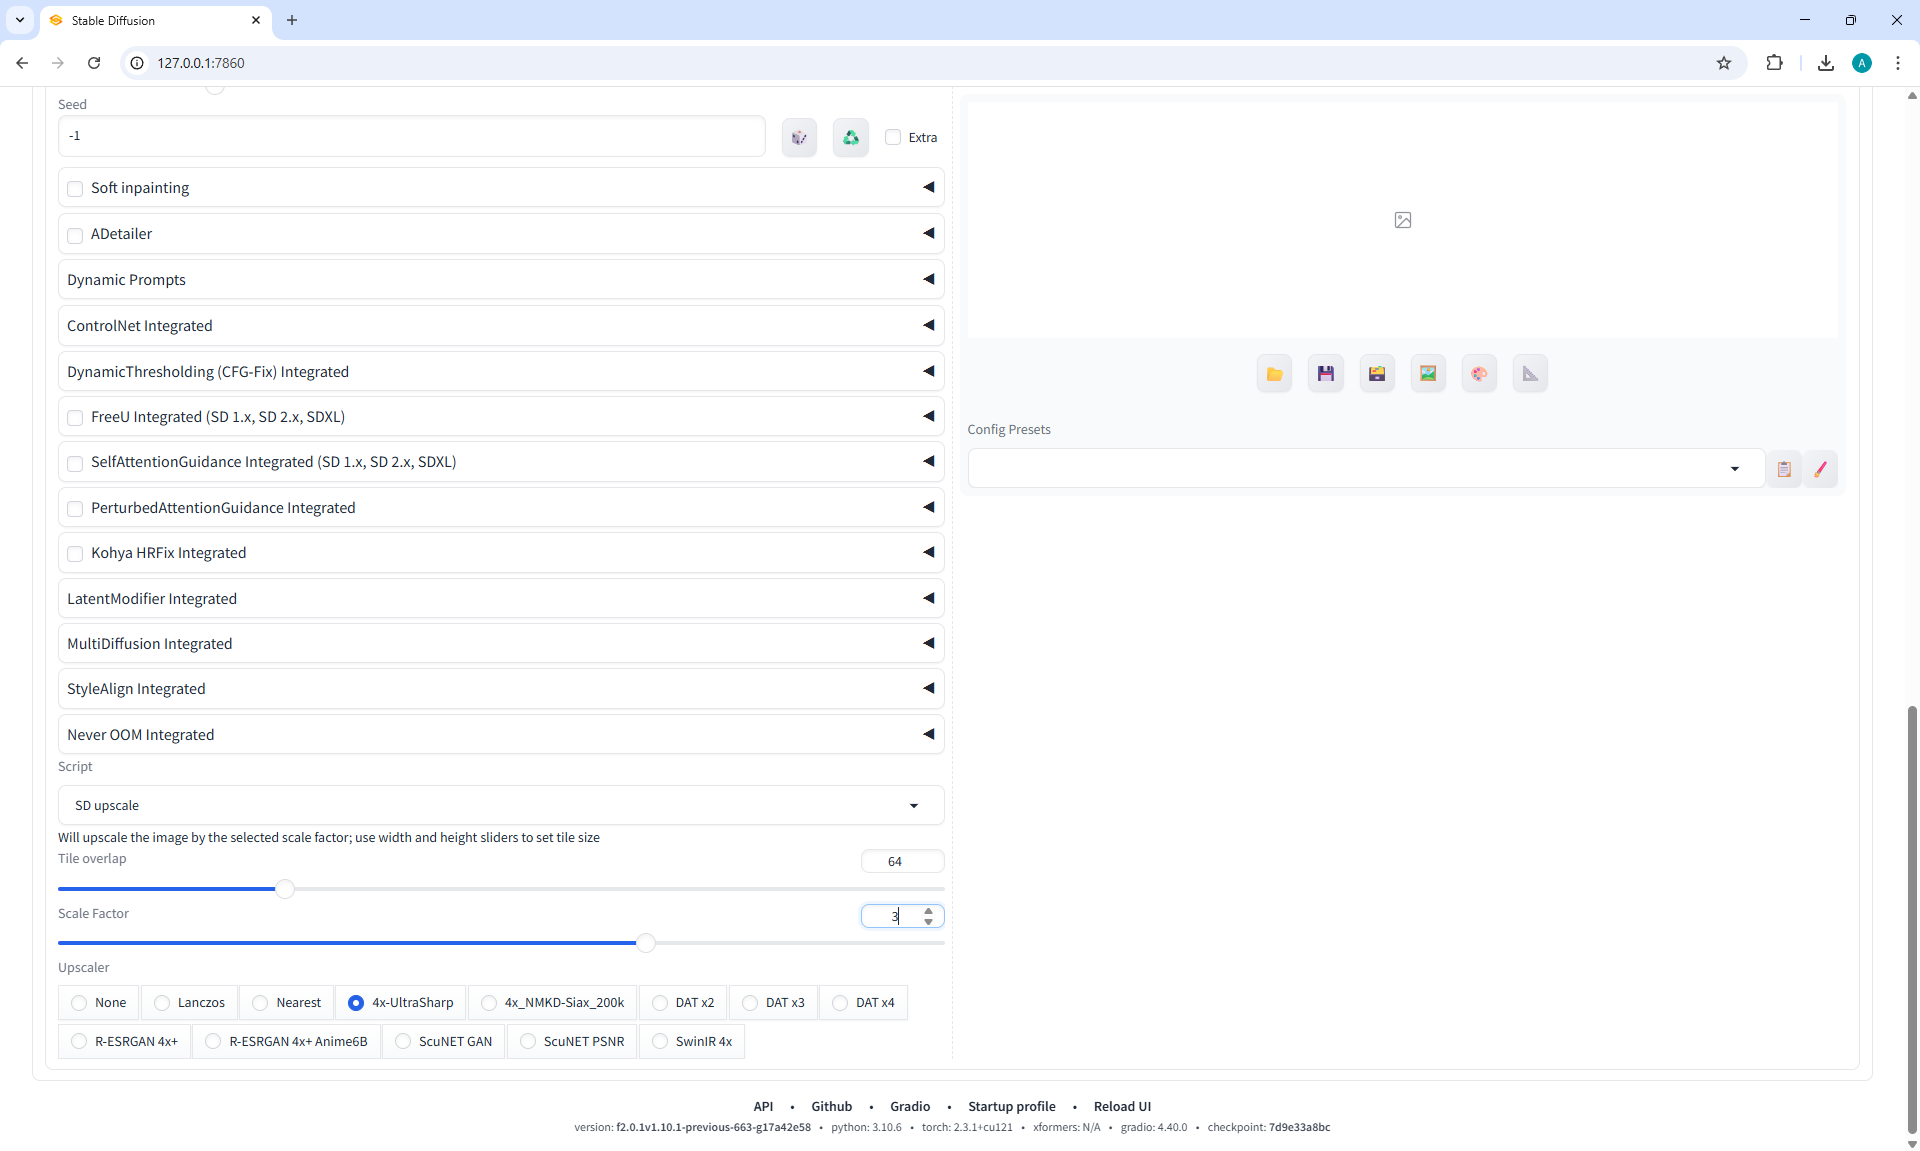 Stable Diffusion
127.0.0.1:7860
A
Seed
-1
Extra
Soft inpainting
ADetailer
Dynamic Prompts
ControlNet Integrated
DynamicThresholding (CFG-Fix) Integrated
FreeU Integrated (SD 1.x, SD 2.x, SDXL)
SelfAttentionGuidance Integrated (SD 1.x, SD 2.x, SDXL)
PerturbedAttentionGuidance Integrated
Kohya HRFix Integrated
LatentModifier Integrated
MultiDiffusion Integrated
StyleAlign Integrated
Never OOM Integrated
Script
SD upscale
Will upscale the image by the selected scale factor; use width and height sliders to set tile size
Tile overlap
64
Scale Factor
3
Upscaler
None Lanczos Nearest 4x-UltraSharp 4x_NMKD-Siax_200k DAT x2 DAT x3 DAT x4
R-ESRGAN 4x+ R-ESRGAN 4x+ Anime6B ScuNET GAN ScuNET PSNR SwinIR 4x
Config Presets
API • Github • Gradio • Startup profile • Reload UI
version: f2.0.1v1.10.1-previous-663-g17a42e58 • python: 3.10.6 • torch: 2.3.1+cu121 • xformers: N/A • gradio: 4.40.0 • checkpoint: 7d9e33a8bc